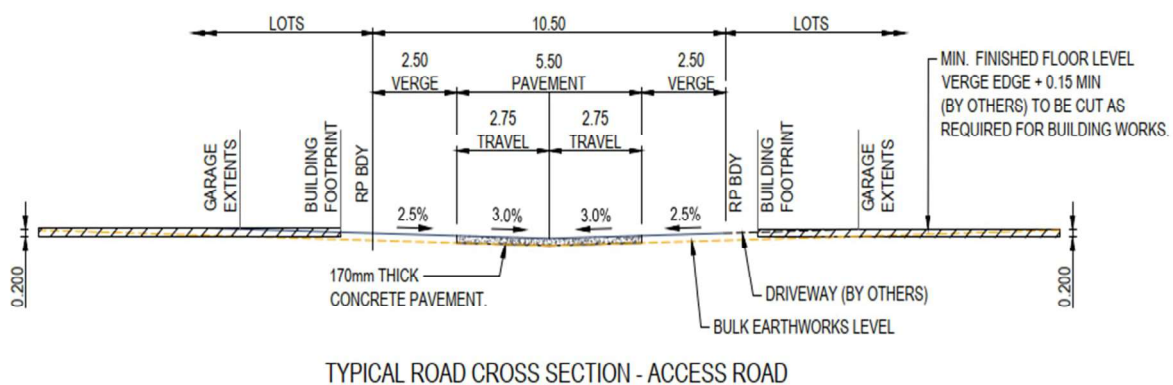 LOTS
10.50
LOTS
2.50
VERGE
5.50
PAVEMENT
2.50
VERGE
MIN. FINISHED FLOOR LEVEL
VERGE EDGE + 0.15 MIN
(BY OTHERS) TO BE CUT AS
REQUIRED FOR BUILDING WORKS.
2.75
TRAVEL
2.75
TRAVEL
GARAGE
EXTENTS
BUILDING
FOOTPRINT
RP BDY
RP BDY
BUILDING
FOOTPRINT
GARAGE
EXTENTS
2.5%
3.0%
3.0%
2.5%
0.200
0.200
170mm THICK
CONCRETE PAVEMENT.
DRIVEWAY (BY OTHERS)
BULK EARTHWORKS LEVEL
TYPICAL ROAD CROSS SECTION - ACCESS ROAD